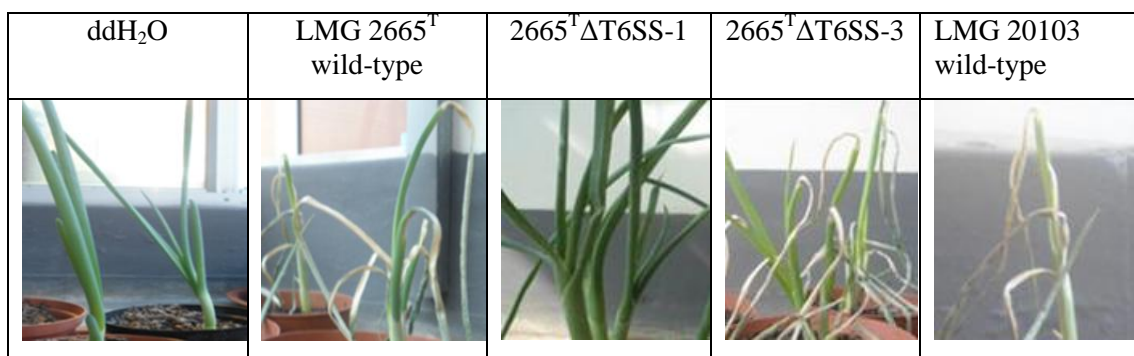 ddH₂O
LMG 2665ᵀ
wild-type
2665ᵀΔT6SS-1
2665ᵀΔT6SS-3
LMG 20103
wild-type